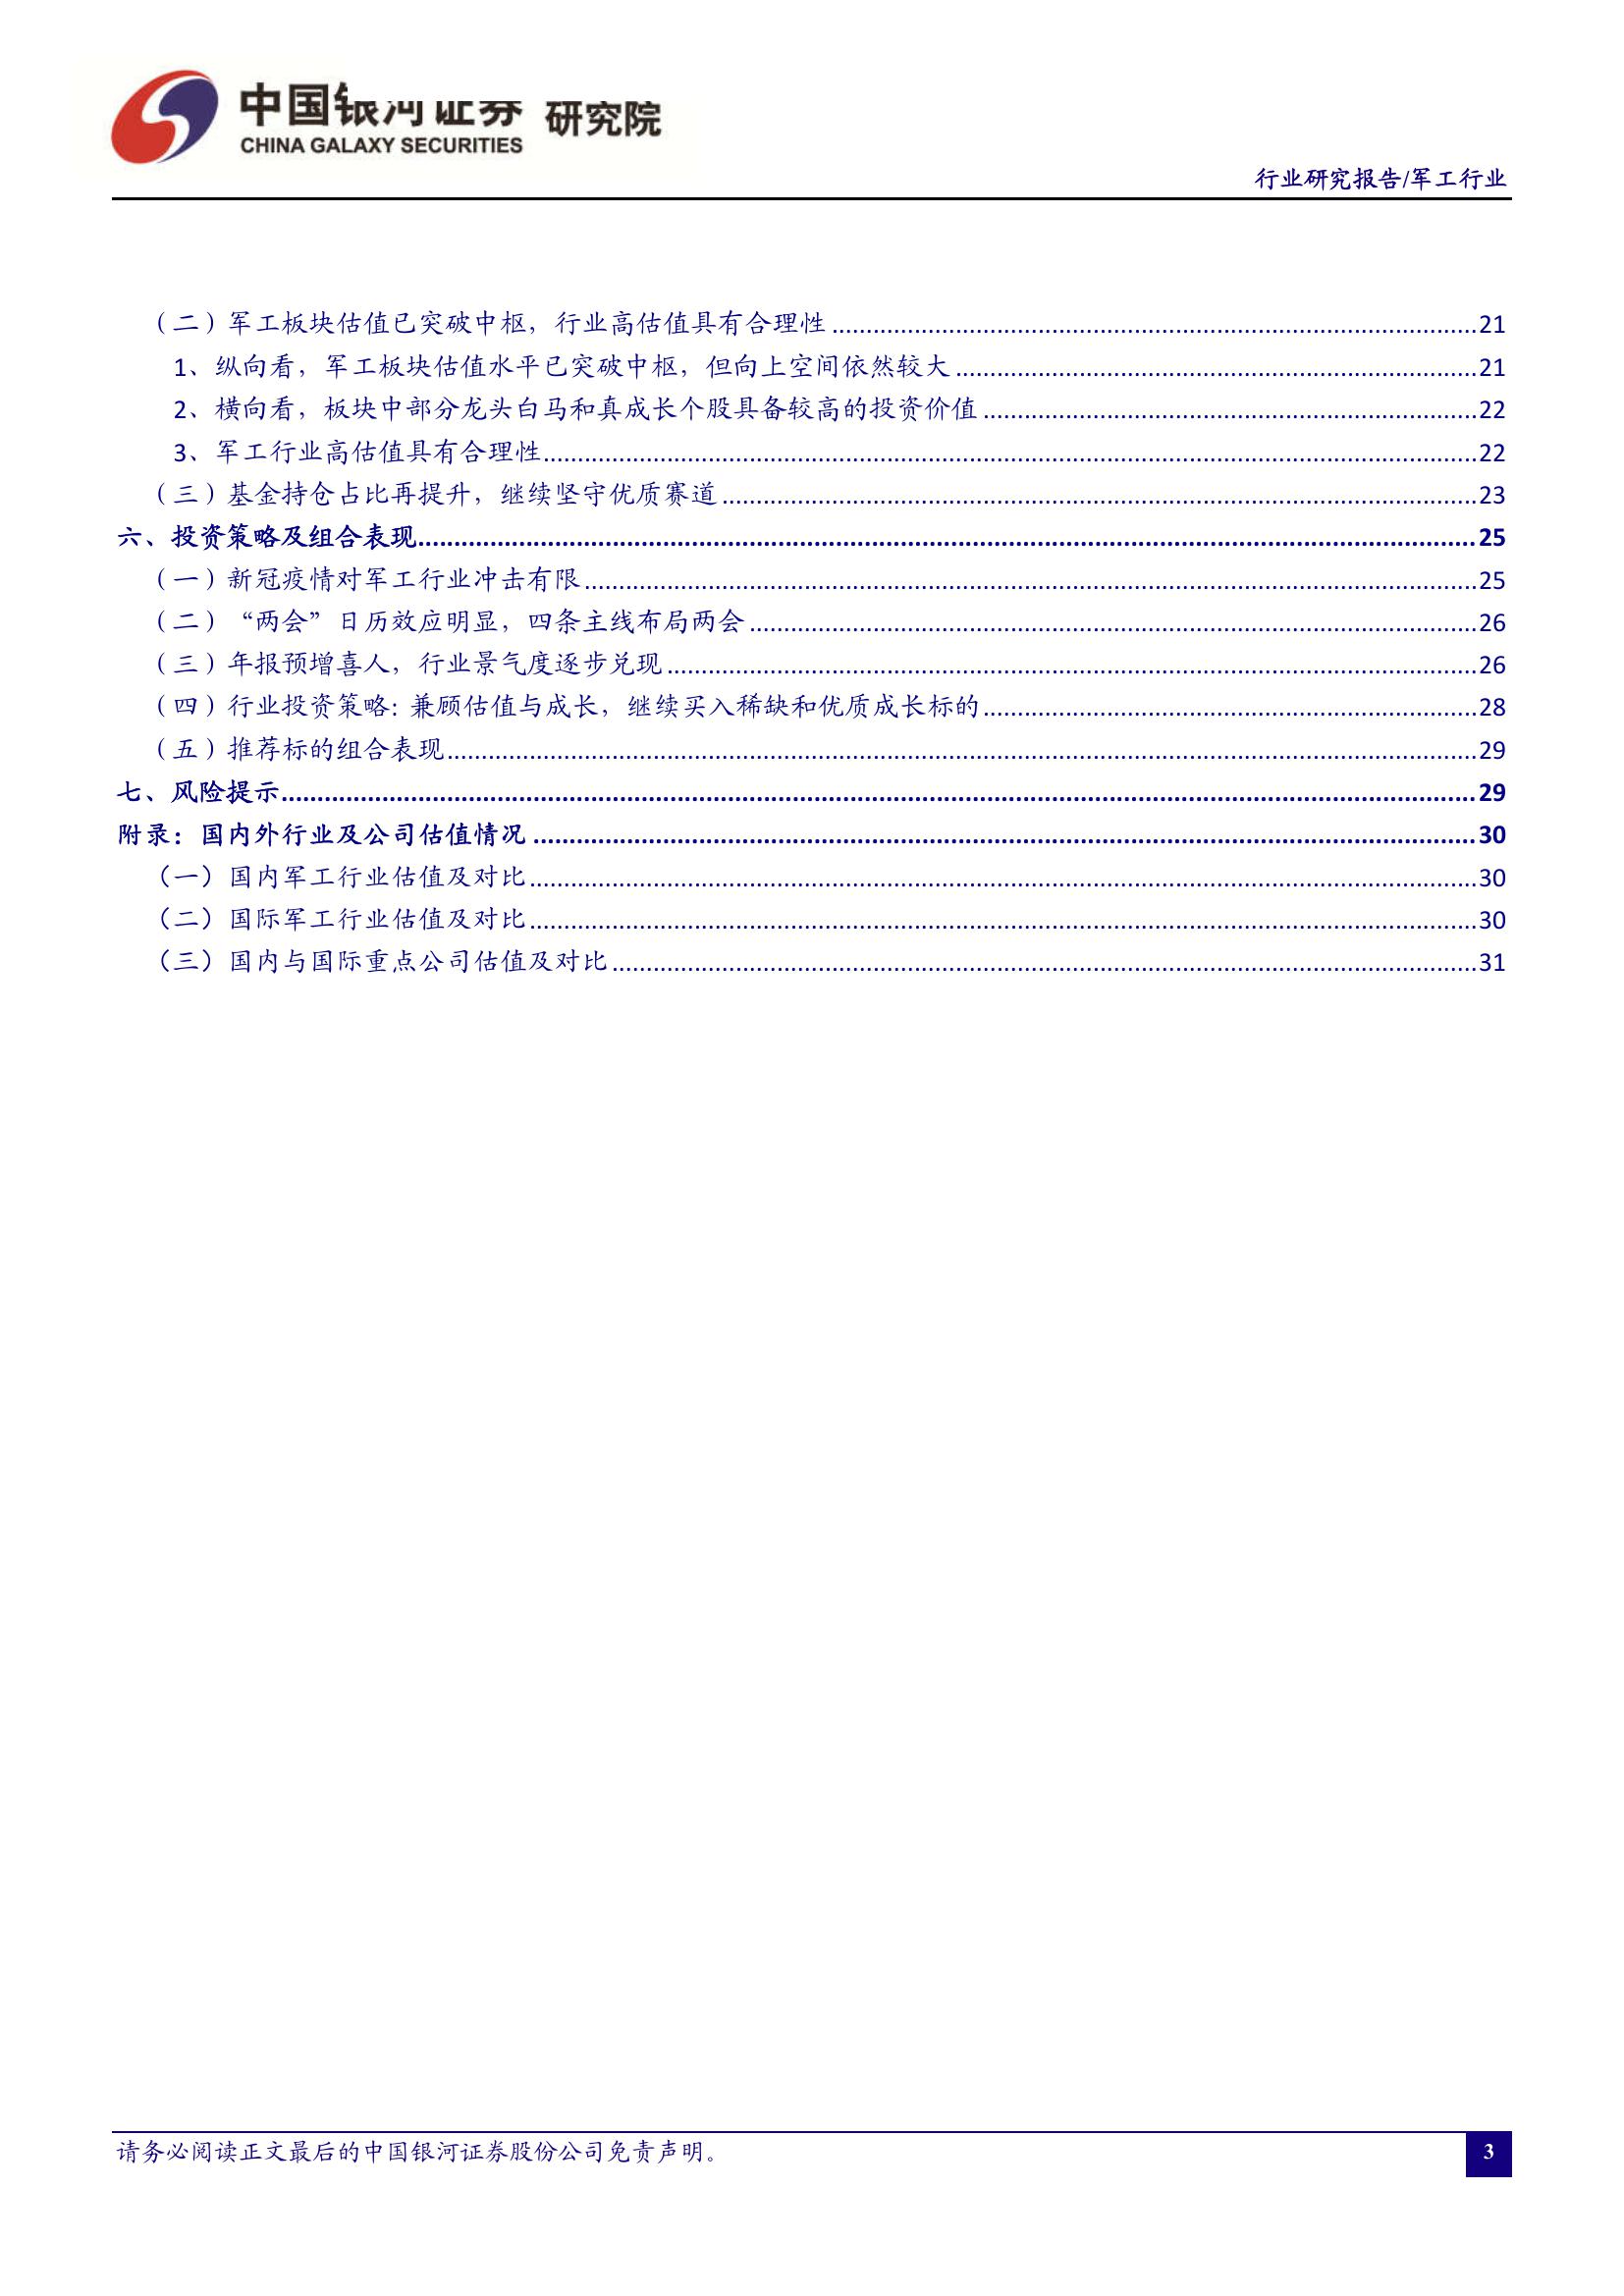 中国银河证券 研究院
CHINA GALAXY SECURITIES
行业研究报告/军工行业
（二）军工板块估值已突破中枢，行业高估值具有合理性........21
1、纵向看，军工板块估值水平已突破中枢，但向上空间依然较大........21
2、横向看，板块中部分龙头白马和真成长个股具备较高的投资价值........22
3、军工行业高估值具有合理性........22
（三）基金持仓占比再提升，继续坚守优质赛道........23
六、投资策略及组合表现........25
（一）新冠疫情对军工行业冲击有限........25
（二）“两会”日历效应明显，四条主线布局两会........26
（三）年报预增喜人，行业景气度逐步兑现........26
（四）行业投资策略：兼顾估值与成长，继续买入稀缺和优质成长标的........28
（五）推荐标的组合表现........29
七、风险提示........29
附录：国内外行业及公司估值情况........30
（一）国内军工行业估值及对比........30
（二）国际军工行业估值及对比........30
（三）国内与国际重点公司估值及对比........31
请务必阅读正文最后的中国银河证券股份公司免责声明。
3